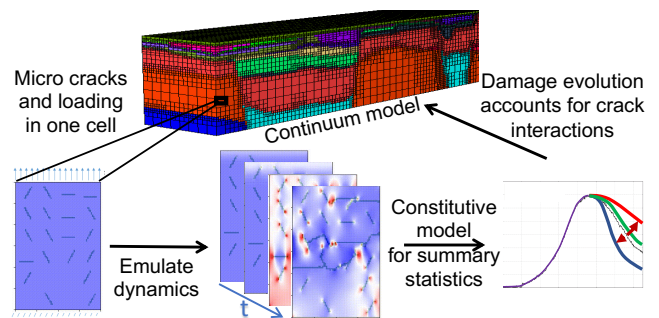 Micro cracks
and loading
in one cell
Continuum model
Damage evolution
accounts for crack
interactions
Emulate
dynamics
t
Constitutive
model
for summary
statistics